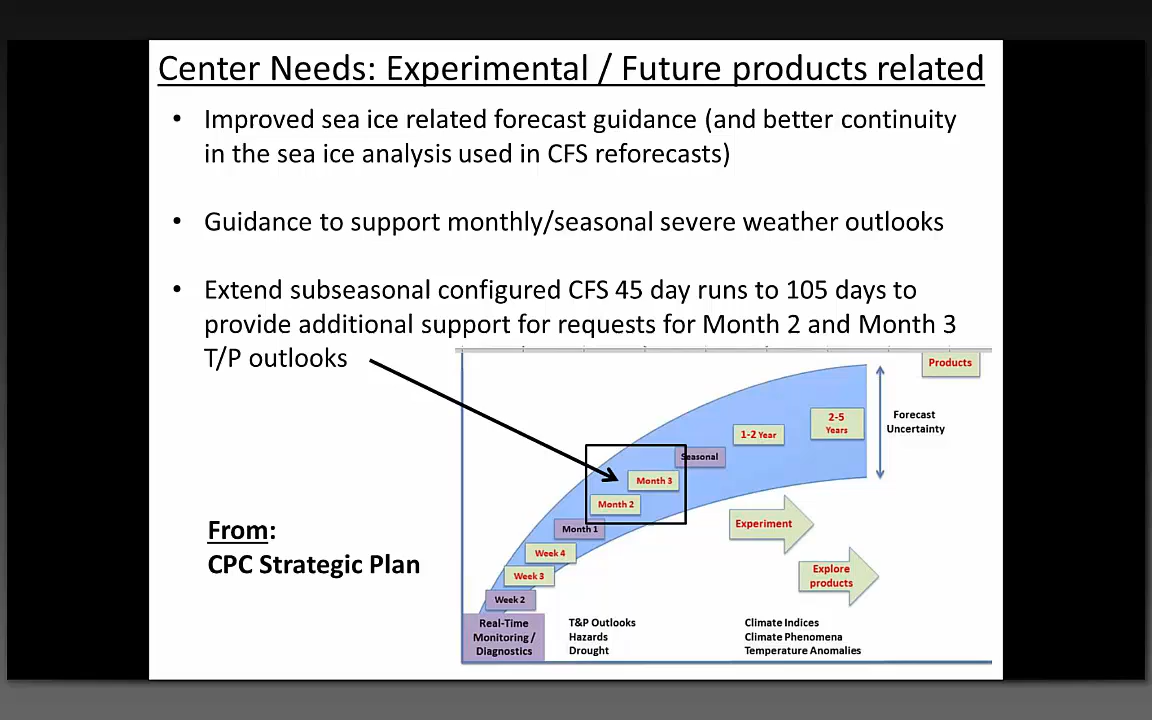 Center Needs: Experimental / Future products related
• Improved sea ice related forecast guidance (and better continuity
in the sea ice analysis used in CFS reforecasts)
• Guidance to support monthly/seasonal severe weather outlooks
• Extend subseasonal configured CFS 45 day runs to 105 days to
provide additional support for requests for Month 2 and Month 3
T/P outlooks
Products
2-5
Years
Forecast
Uncertainty
1-2 Year
Seasonal
Month 3
Month 2
Month 1
Week 4
Week 3
Week 2
Experiment
Explore
products
From:
CPC Strategic Plan
Real-Time
Monitoring /
Diagnostics
T&P Outlooks
Hazards
Drought
Climate Indices
Climate Phenomena
Temperature Anomalies